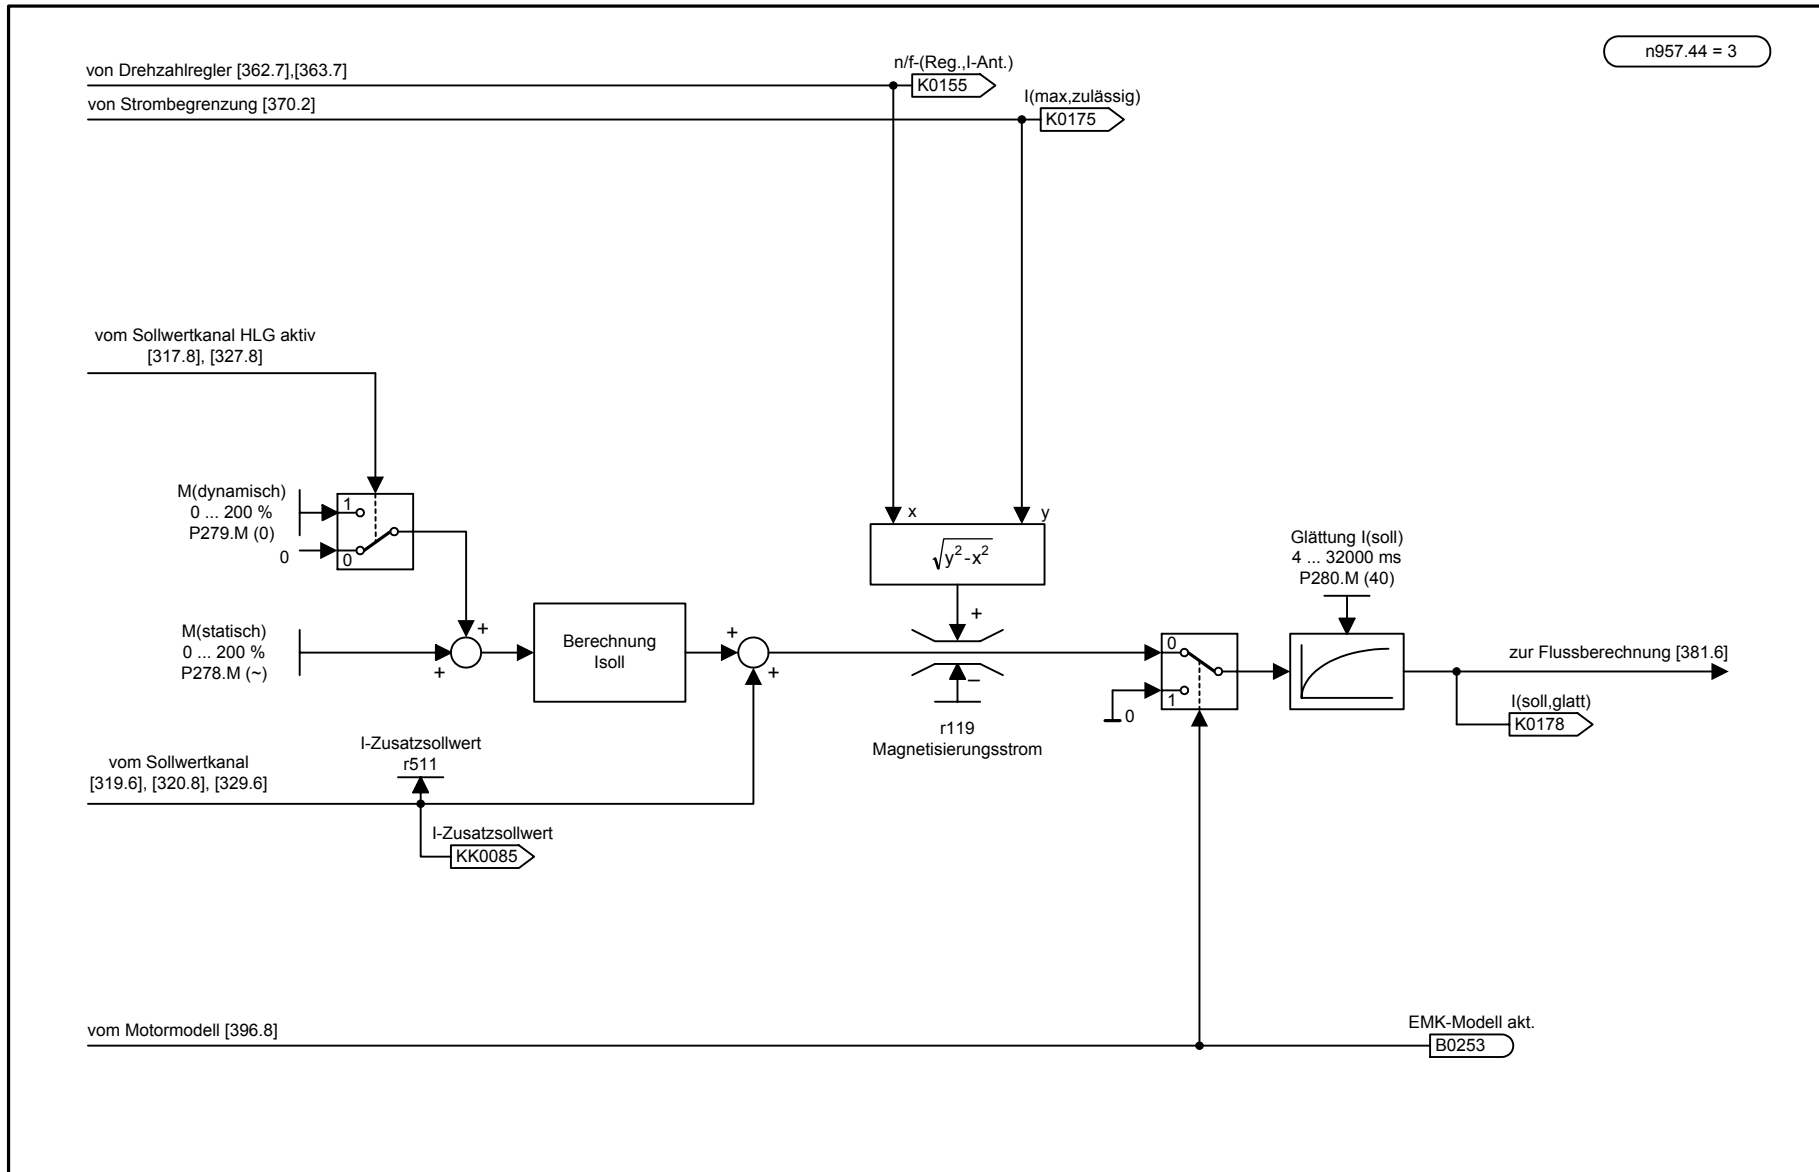 n957.44 = 3
von Drehzahlregler [362.7],[363.7]
n/f-(Reg.,I-Ant.)
K0155
von Strombegrenzung [370.2]
I(max,zulässig)
K0175
vom Sollwertkanal HLG aktiv
[317.8], [327.8]
M(dynamisch)
0 ... 200 %
P279.M (0)
0
1
0
x
y
√y²-x²
+
Glättung I(soll)
4 ... 32000 ms
P280.M (40)
M(statisch)
0 ... 200 %
P278.M (~)
+
+
Berechnung
Isoll
+
+
–
r119
Magnetisierungsstrom
0
1
0
zur Flussberechnung [381.6]
I(soll,glatt)
K0178
vom Sollwertkanal
[319.6], [320.8], [329.6]
I-Zusatzsollwert
r511
I-Zusatzsollwert
KK0085
vom Motormodell [396.8]
EMK-Modell akt.
B0253